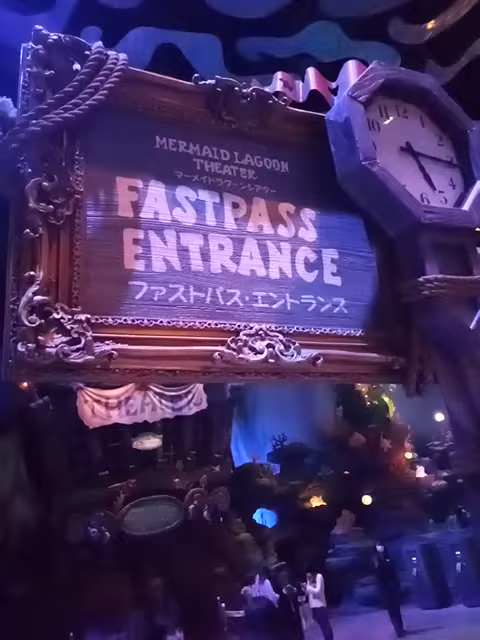 MERMAID LAGOON
THEATER
マーメイドラグーンシアター
FASTPASS
ENTRANCE
ファストパス・エントランス